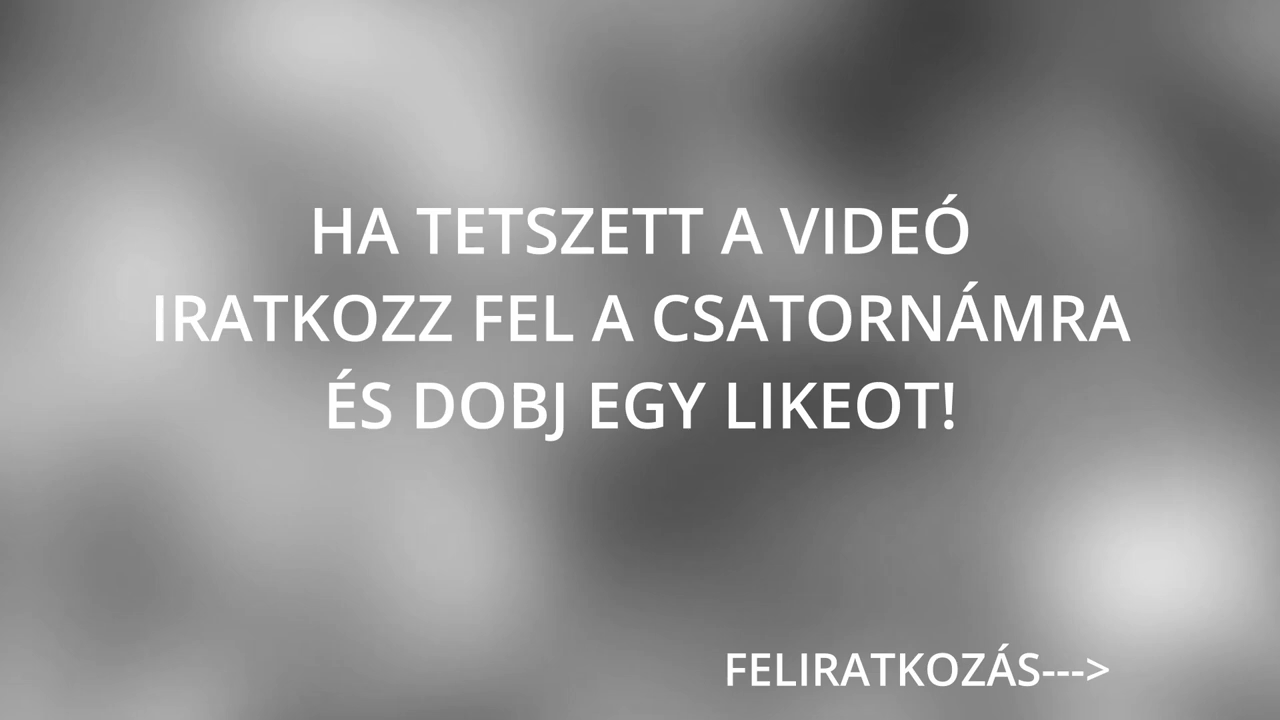 HA TETSZETT A VIDEÓ
IRATKOZZ FEL A CSATORNÁMRA
ÉS DOBJ EGY LIKEOT!
FELIRATKOZÁS--->